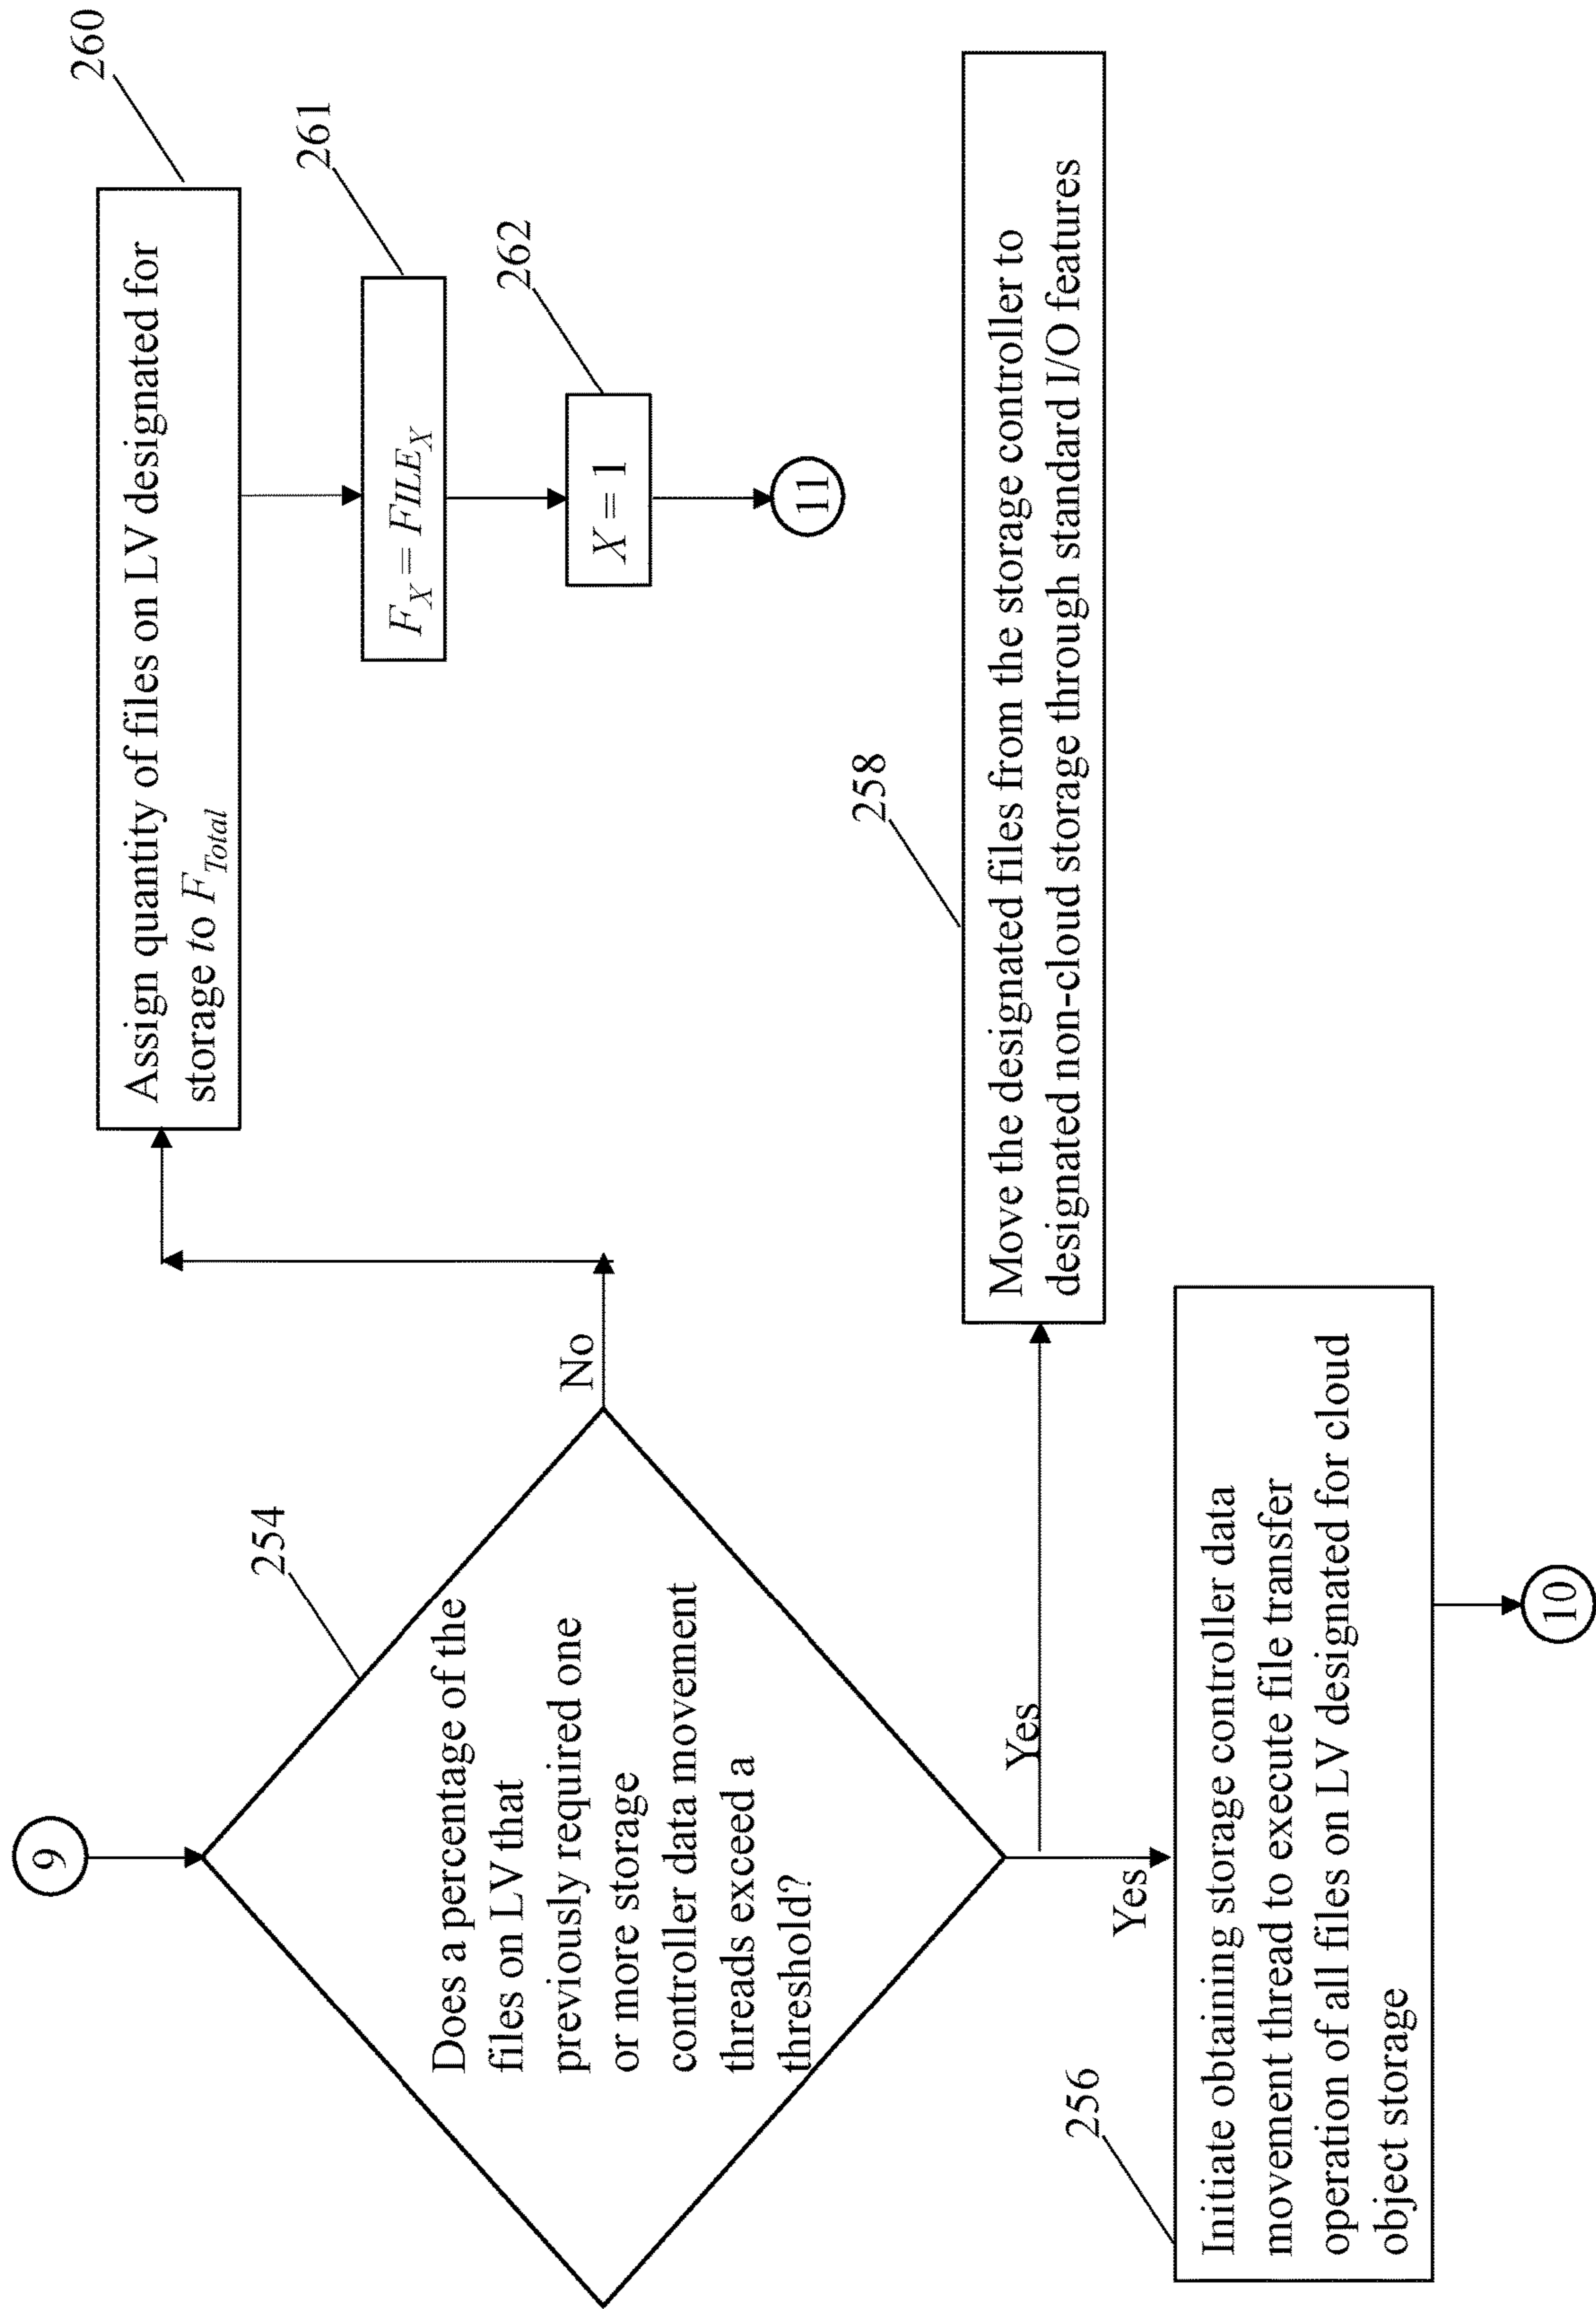 9
254
Does a percentage of the
files on LV that
previously required one
or more storage
controller data movement
threads exceed a
threshold?
No
260
Assign quantity of files on LV designated for
storage to F_Total
261
F_X = FILE_X
262
X = 1
11
Yes
258
Move the designated files from the storage controller to
designated non-cloud storage through standard I/O features
Yes
256
Initiate obtaining storage controller data
movement thread to execute file transfer
operation of all files on LV designated for cloud
object storage
10